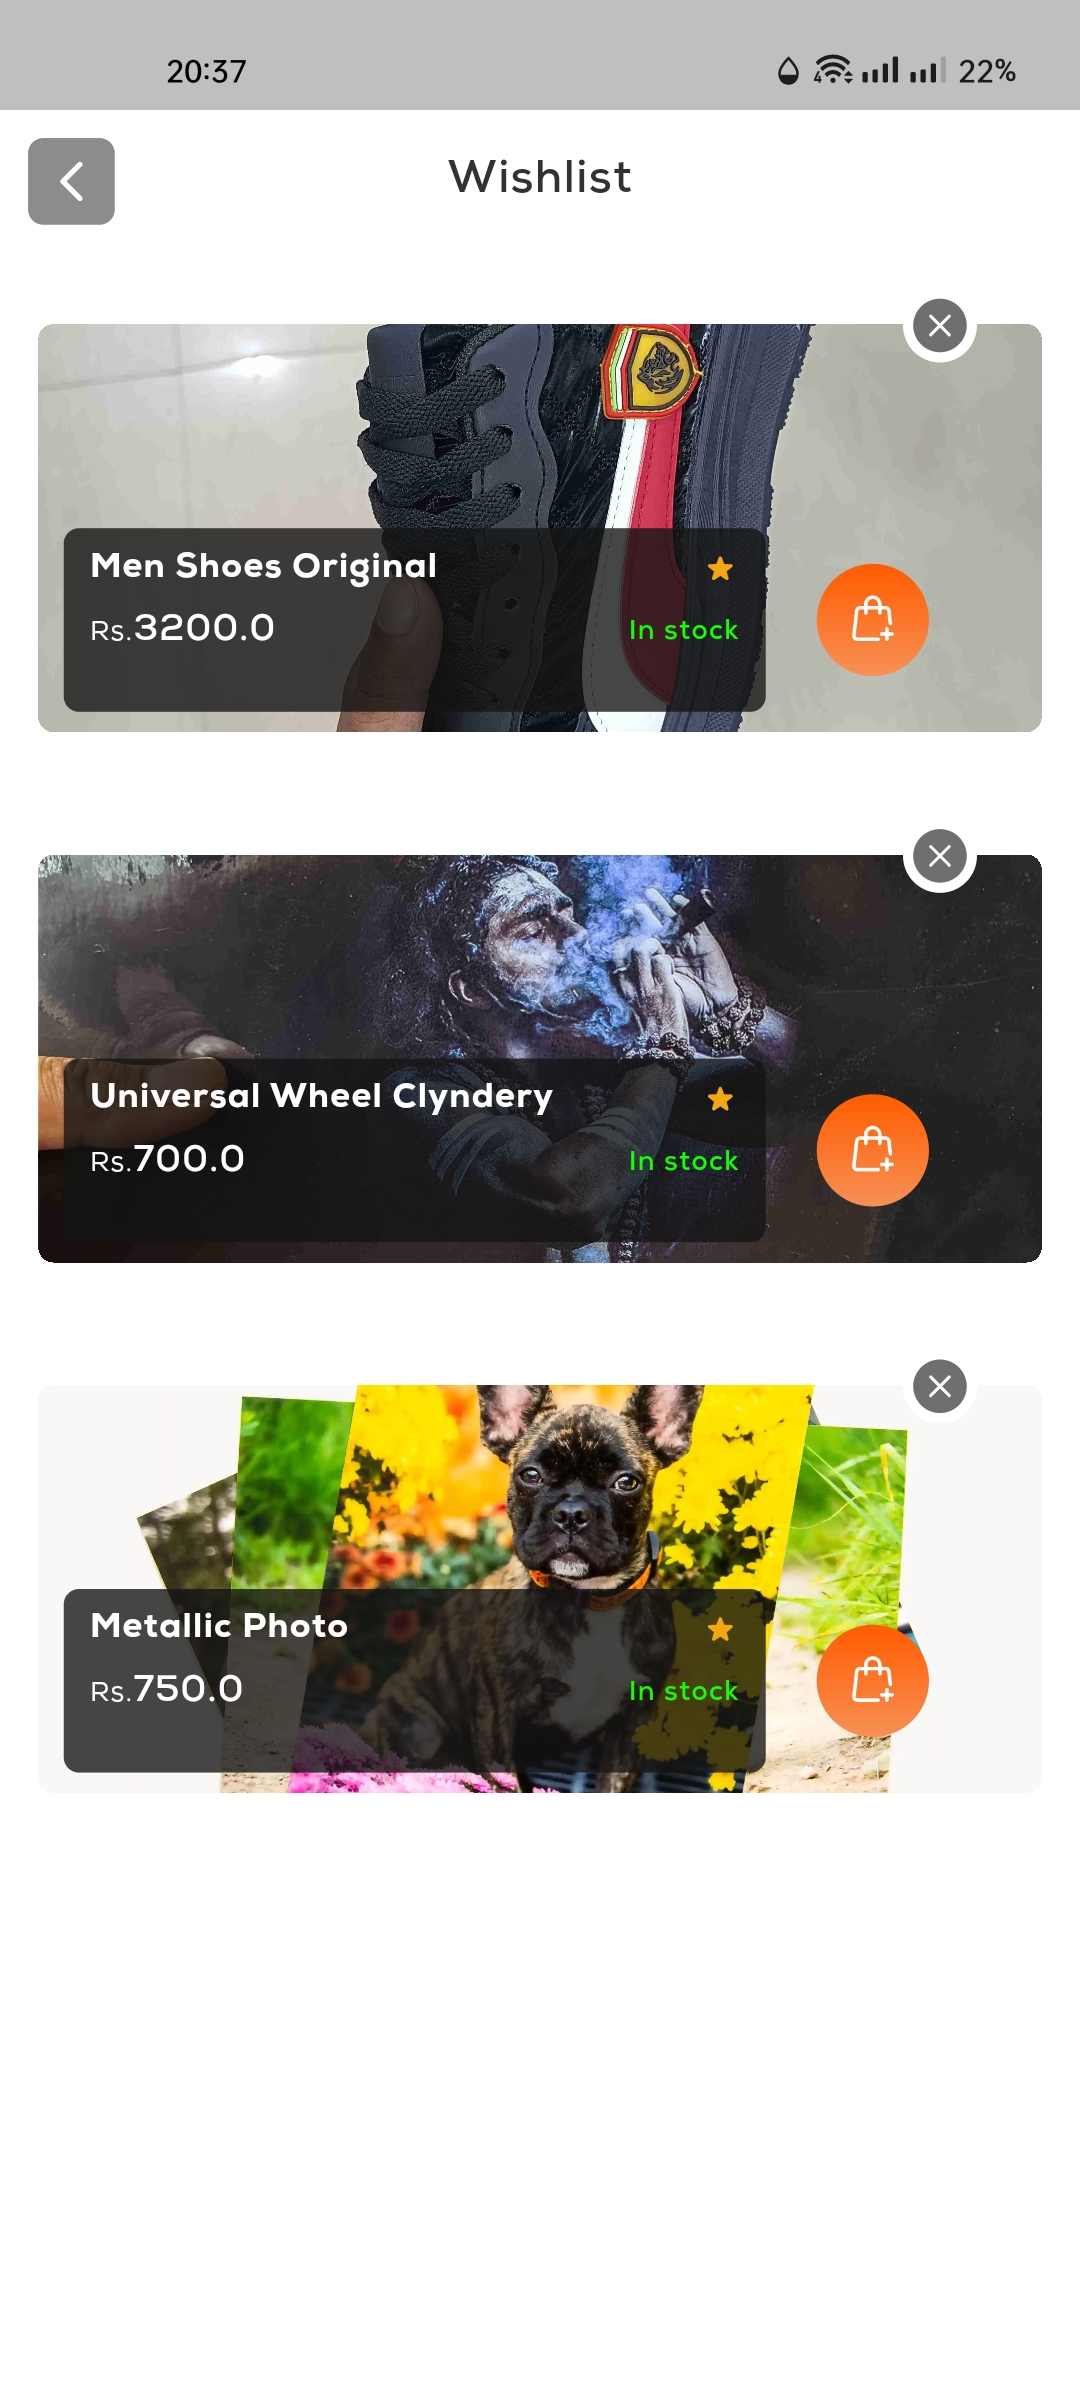 20:37
22%
Wishlist
Men Shoes Original
Rs.3200.0
In stock
Universal Wheel Clyndery
Rs.700.0
In stock
Metallic Photo
Rs.750.0
In stock